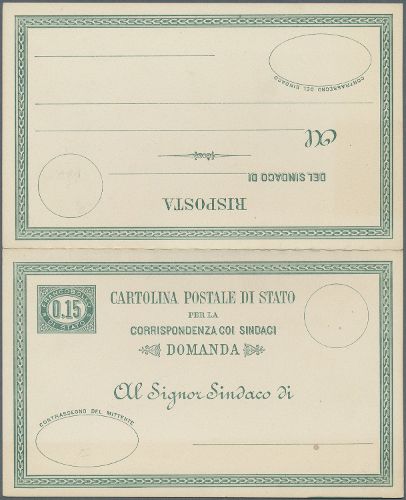 RISPOSTA
DEL SINDACO DI
Al
CONTRASSEGNO DEL SINDACO
FRANCOBOLLO
0,15
DI STATO
CARTOLINA POSTALE DI STATO
PER LA
CORRISPONDENZA COI SINDACI
DOMANDA
Al Signor Sindaco di
CONTRASSEGNO DEL MITTENTE